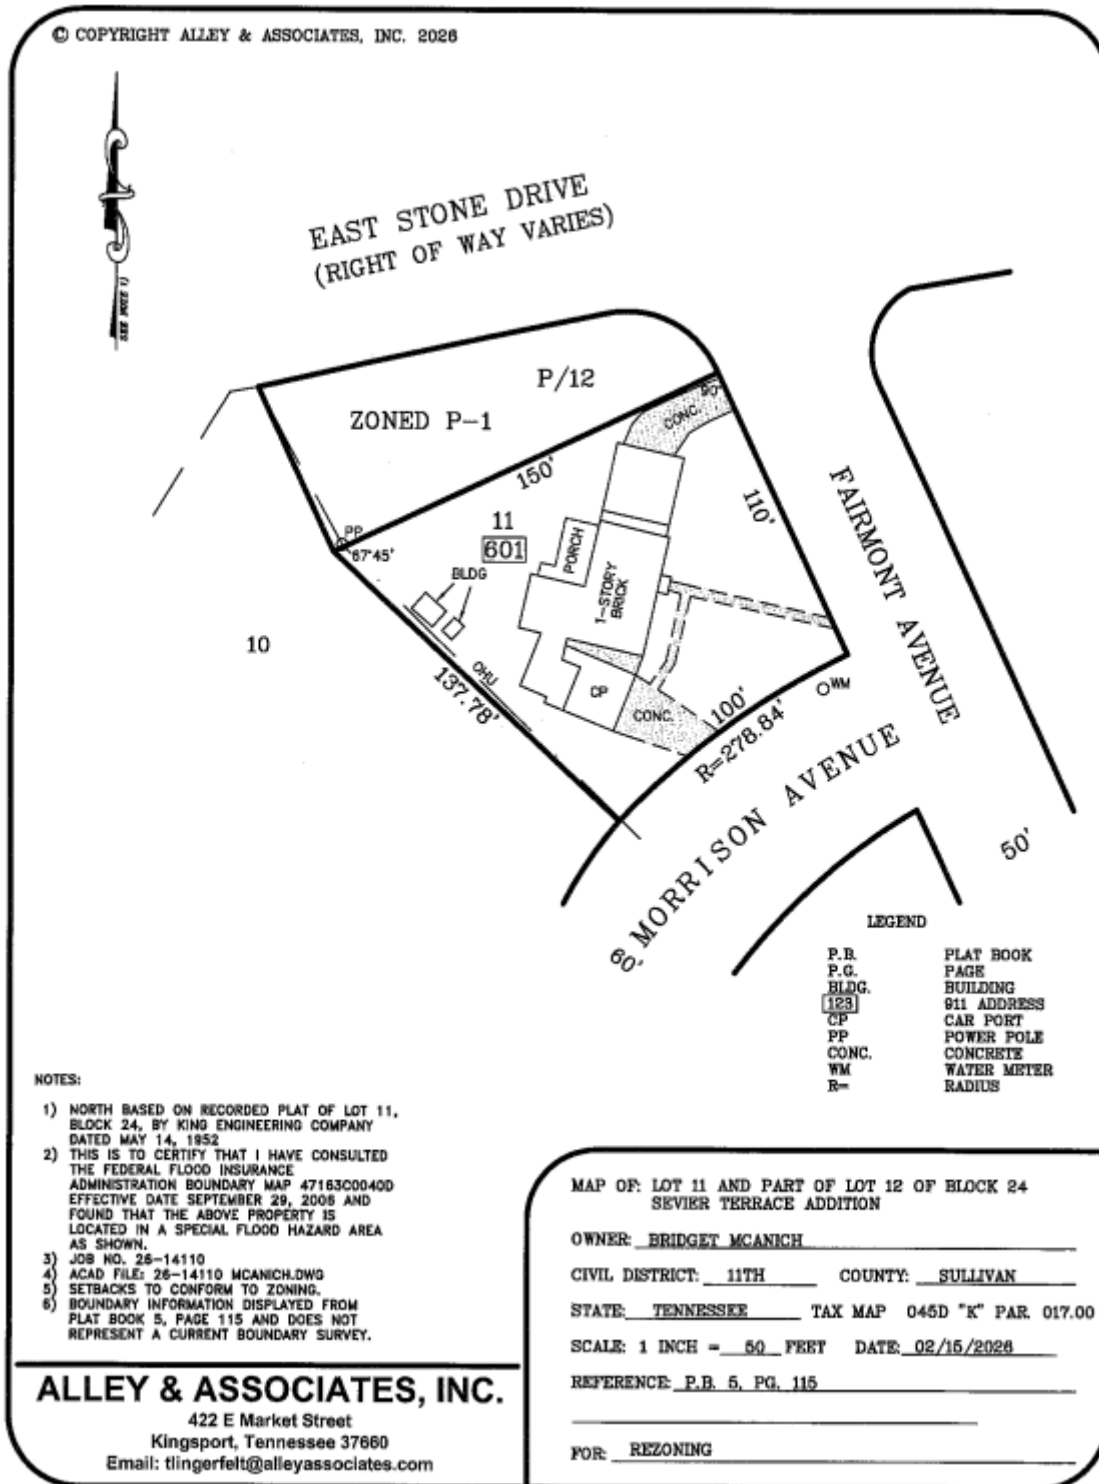 © COPYRIGHT ALLEY & ASSOCIATES, INC. 2026
SEE NOTE 1)
EAST STONE DRIVE
(RIGHT OF WAY VARIES)
P/12
ZONED P-1
90°
CONC.
150'
110'
FAIRMONT AVENUE
PP
67°45'
11
601
PORCH
BLDG
1-STORY
BRICK
10
OHU
137.78'
CP
CONC.
100'
R=278.84'
WM
MORRISON AVENUE
60'
50'
LEGEND
P.B. PLAT BOOK
P.G. PAGE
BLDG. BUILDING
123 911 ADDRESS
CP CAR PORT
PP POWER POLE
CONC. CONCRETE
WM WATER METER
R= RADIUS
NOTES:
1) NORTH BASED ON RECORDED PLAT OF LOT 11,
BLOCK 24, BY KING ENGINEERING COMPANY
DATED MAY 14, 1952
2) THIS IS TO CERTIFY THAT I HAVE CONSULTED
THE FEDERAL FLOOD INSURANCE
ADMINISTRATION BOUNDARY MAP 47163C0040D
EFFECTIVE DATE SEPTEMBER 29, 2006 AND
FOUND THAT THE ABOVE PROPERTY IS
LOCATED IN A SPECIAL FLOOD HAZARD AREA
AS SHOWN.
3) JOB NO. 26-14110
4) ACAD FILE: 26-14110 MCANICH.DWG
5) SETBACKS TO CONFORM TO ZONING.
6) BOUNDARY INFORMATION DISPLAYED FROM
PLAT BOOK 5, PAGE 115 AND DOES NOT
REPRESENT A CURRENT BOUNDARY SURVEY.
ALLEY & ASSOCIATES, INC.
422 E Market Street
Kingsport, Tennessee 37660
Email: tlingerfelt@alleyassociates.com
MAP OF: LOT 11 AND PART OF LOT 12 OF BLOCK 24
SEVIER TERRACE ADDITION
OWNER: BRIDGET MCANICH
CIVIL DISTRICT: 11TH COUNTY: SULLIVAN
STATE: TENNESSEE TAX MAP 045D "K" PAR. 017.00
SCALE: 1 INCH = 50 FEET DATE: 02/15/2026
REFERENCE: P.B. 5, PG. 115
FOR: REZONING